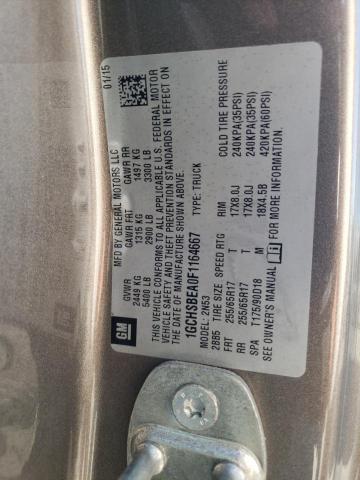 GM
MFD BY GENERAL MOTORS LLC 01/15
GVWR GAWR FRT GAWR RR
2449 KG 1315 KG 1497 KG
5400 LB 2900 LB 3300 LB
THIS VEHICLE CONFORMS TO ALL APPLICABLE U.S. FEDERAL MOTOR
VEHICLE SAFETY AND THEFT PREVENTION STANDARDS IN EFFECT ON
THE DATE OF MANUFACTURE SHOWN ABOVE.
1GCHSBEA0F1164667 TYPE: TRUCK
MODEL: 2N53
2885 TIRE SIZE SPEED RTG RIM COLD TIRE PRESSURE
FRT 255/65R17 T 17X8.0J 240KPA(35PSI)
RR 255/65R17 T 17X8.0J 240KPA(35PSI)
SPA T175/90D18 M 18X4.5B 420KPA(60PSI)
SEE OWNER'S MANUAL FOR MORE INFORMATION.